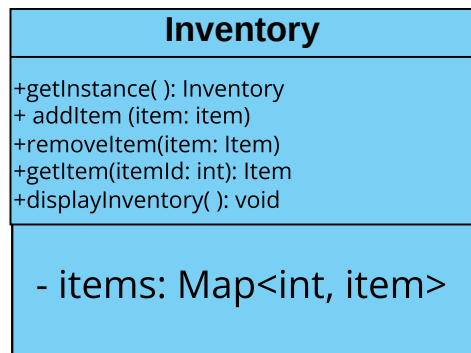 Inventory
+getInstance( ): Inventory
+ addItem (item: item)
+removeItem(item: Item)
+getItem(itemId: int): Item
+displayInventory( ): void
- items: Map<int, item>